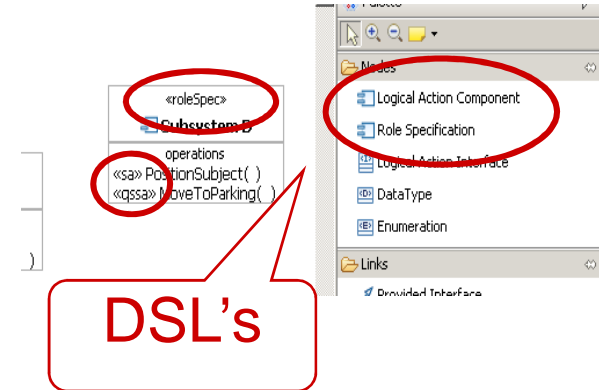 Palette
«roleSpec»
Subsystem D
operations
«sa» PositionSubject( )
«qssa» MoveToParking( )
)
DSL's
Nodes
Logical Action Component
Role Specification
Logical Action Interface
DataType
Enumeration
Links
Provided Interface